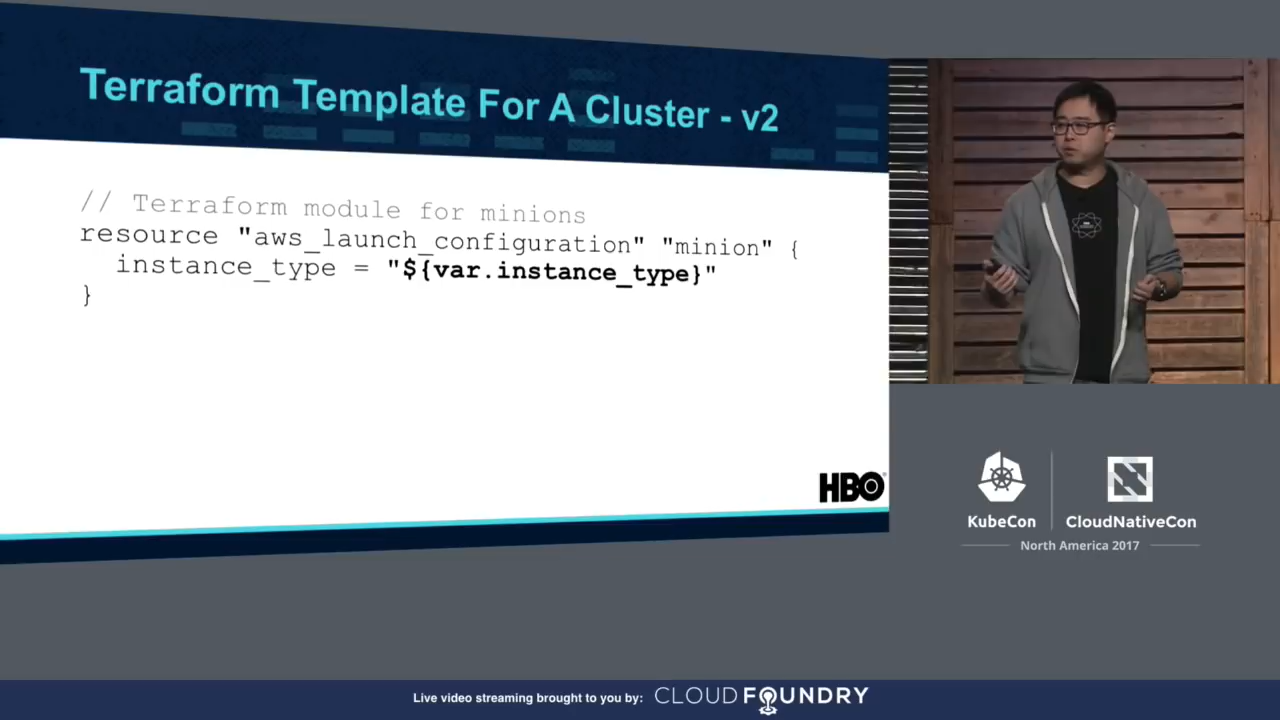 Terraform Template For A Cluster - v2
// Terraform module for minions
resource "aws_launch_configuration" "minion" {
instance_type = "${var.instance_type}"
}
HBO
KubeCon
CloudNativeCon
North America 2017
Live video streaming brought to you by: CLOUD FOUNDRY